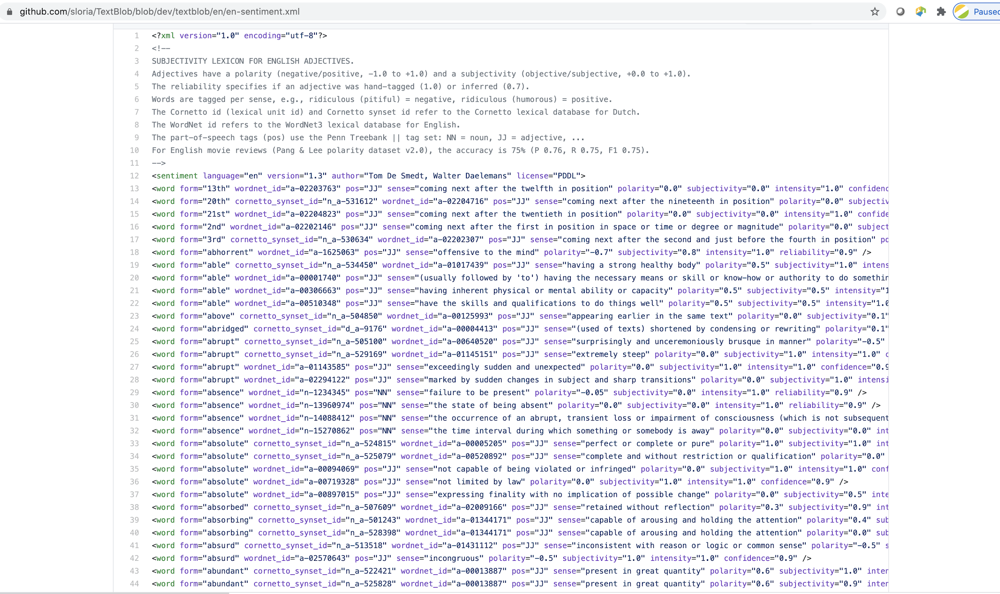 github.com/sloria/TextBlob/blob/dev/textblob/en/en-sentiment.xml
Paused
1 <?xml version="1.0" encoding="utf-8"?>
2 <!--
3 SUBJECTIVITY LEXICON FOR ENGLISH ADJECTIVES.
4 Adjectives have a polarity (negative/positive, -1.0 to +1.0) and a subjectivity (objective/subjective, +0.0 to +1.0).
5 The reliability specifies if an adjective was hand-tagged (1.0) or inferred (0.7).
6 Words are tagged per sense, e.g., ridiculous (pitiful) = negative, ridiculous (humorous) = positive.
7 The Cornetto id (lexical unit id) and Cornetto synset id refer to the Cornetto lexical database for Dutch.
8 The WordNet id refers to the WordNet3 lexical database for English.
9 The part-of-speech tags (pos) use the Penn Treebank || tag set: NN = noun, JJ = adjective, ...
10 For English movie reviews (Pang & Lee polarity dataset v2.0), the accuracy is 75% (P 0.76, R 0.75, F1 0.75).
11 -->
12 <sentiment language="en" version="1.3" author="Tom De Smedt, Walter Daelemans" license="PDDL">
13 <word form="13th" wordnet_id="a-02203763" pos="JJ" sense="coming next after the twelfth in position" polarity="0.0" subjectivity="0.0" intensity="1.0" confidenc
14 <word form="20th" cornetto_synset_id="n_a-531612" wordnet_id="a-02204716" pos="JJ" sense="coming next after the nineteenth in position" polarity="0.0" subjectiv
15 <word form="21st" wordnet_id="a-02204823" pos="JJ" sense="coming next after the twentieth in position" polarity="0.0" subjectivity="0.0" intensity="1.0" confide
16 <word form="2nd" wordnet_id="a-02202146" pos="JJ" sense="coming next after the first in position in space or time or degree or magnitude" polarity="0.0" subject
17 <word form="3rd" cornetto_synset_id="n_a-530634" wordnet_id="a-02202307" pos="JJ" sense="coming next after the second and just before the fourth in position" po
18 <word form="abhorrent" wordnet_id="a-1625063" pos="JJ" sense="offensive to the mind" polarity="-0.7" subjectivity="0.8" intensity="1.0" reliability="0.9" />
19 <word form="able" cornetto_synset_id="n_a-534450" wordnet_id="a-01017439" pos="JJ" sense="having a strong healthy body" polarity="0.5" subjectivity="1.0" intens
20 <word form="able" wordnet_id="a-00001740" pos="JJ" sense="(usually followed by 'to') having the necessary means or skill or know-how or authority to do somethin
21 <word form="able" wordnet_id="a-00306663" pos="JJ" sense="having inherent physical or mental ability or capacity" polarity="0.5" subjectivity="0.5" intensity="1
22 <word form="able" wordnet_id="a-00510348" pos="JJ" sense="have the skills and qualifications to do things well" polarity="0.5" subjectivity="0.5" intensity="1.0
23 <word form="above" cornetto_synset_id="n_a-504850" wordnet_id="a-00125993" pos="JJ" sense="appearing earlier in the same text" polarity="0.0" subjectivity="0.1"
24 <word form="abridged" cornetto_synset_id="d_a-9176" wordnet_id="a-00004413" pos="JJ" sense="(used of texts) shortened by condensing or rewriting" polarity="0.1"
25 <word form="abrupt" cornetto_synset_id="n_a-505100" wordnet_id="a-00640520" pos="JJ" sense="surprisingly and unceremoniously brusque in manner" polarity="-0.5"
26 <word form="abrupt" cornetto_synset_id="n_a-529169" wordnet_id="a-01145151" pos="JJ" sense="extremely steep" polarity="0.0" subjectivity="1.0" intensity="1.0" c
27 <word form="abrupt" wordnet_id="a-01143585" pos="JJ" sense="exceedingly sudden and unexpected" polarity="0.0" subjectivity="1.0" intensity="1.0" confidence="0.9
28 <word form="abrupt" wordnet_id="a-02294122" pos="JJ" sense="marked by sudden changes in subject and sharp transitions" polarity="0.0" subjectivity="1.0" intensi
29 <word form="absence" wordnet_id="n-1234345" pos="NN" sense="failure to be present" polarity="-0.05" subjectivity="0.0" intensity="1.0" reliability="0.9" />
30 <word form="absence" wordnet_id="n-13960974" pos="NN" sense="the state of being absent" polarity="0.0" subjectivity="0.0" intensity="1.0" reliability="0.9" />
31 <word form="absence" wordnet_id="n-14088412" pos="NN" sense="the occurrence of an abrupt, transient loss or impairment of consciousness (which is not subsequent
32 <word form="absence" wordnet_id="n-15270862" pos="NN" sense="the time interval during which something or somebody is away" polarity="0.0" subjectivity="0.0" int
33 <word form="absolute" cornetto_synset_id="n_a-524815" wordnet_id="a-00005205" pos="JJ" sense="perfect or complete or pure" polarity="1.0" subjectivity="1.0" int
34 <word form="absolute" cornetto_synset_id="n_a-525079" wordnet_id="a-00520892" pos="JJ" sense="complete and without restriction or qualification" polarity="0.0"
35 <word form="absolute" wordnet_id="a-00094069" pos="JJ" sense="not capable of being violated or infringed" polarity="0.0" subjectivity="1.0" intensity="1.0" conf
36 <word form="absolute" wordnet_id="a-00719328" pos="JJ" sense="not limited by law" polarity="0.0" subjectivity="1.0" intensity="1.0" confidence="0.9" />
37 <word form="absolute" wordnet_id="a-00897015" pos="JJ" sense="expressing finality with no implication of possible change" polarity="0.0" subjectivity="0.5" inte
38 <word form="absorbed" cornetto_synset_id="n_a-507609" wordnet_id="a-02009166" pos="JJ" sense="retained without reflection" polarity="0.3" subjectivity="0.9" int
39 <word form="absorbing" cornetto_synset_id="n_a-501243" wordnet_id="a-01344171" pos="JJ" sense="capable of arousing and holding the attention" polarity="0.4" sub
40 <word form="absorbing" cornetto_synset_id="n_a-528398" wordnet_id="a-01344171" pos="JJ" sense="capable of arousing and holding the attention" polarity="0.0" sub
41 <word form="absurd" cornetto_synset_id="n_a-513518" wordnet_id="a-01431112" pos="JJ" sense="inconsistent with reason or logic or common sense" polarity="-0.5" s
42 <word form="absurd" wordnet_id="a-02570643" pos="JJ" sense="incongruous" polarity="-0.5" subjectivity="1.0" intensity="1.0" confidence="0.9" />
43 <word form="abundant" cornetto_synset_id="n_a-522421" wordnet_id="a-00013887" pos="JJ" sense="present in great quantity" polarity="0.6" subjectivity="1.0" inten
44 <word form="abundant" cornetto_synset_id="n_a-525828" wordnet_id="a-00013887" pos="JJ" sense="present in great quantity" polarity="0.6" subjectivity="0.9" inten